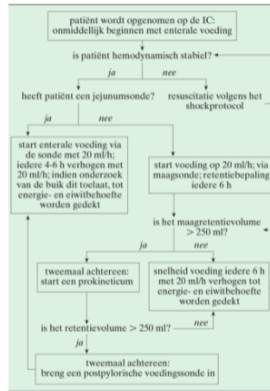 patiënt wordt opgenomen op de IC:
onmiddellijk beginnen met enterale voeding
is patiënt hemodynamisch stabiel?
ja
nee
heeft patiënt een jejunumsonde?
resuscitatie volgens het
shockprotocol
ja
nee
start enterale voeding via
de sonde met 20 ml/h;
iedere 4-6 h verhogen met
20 ml/h; indien onderzoek
van de buik dit toelaat, tot
energie- en eiwitbehoefte
worden gedekt
start voeding op 20 ml/h; via
maagsonde; retentiebepaling
iedere 6 h
is het maagretentievolume
> 250 ml?
ja
nee
tweemaal achtereen:
start een prokineticum
snelheid voeding iedere 6 h
met 20 ml/h verhogen tot
energie- en eiwitbehoefte
worden gedekt
is het retentievolume > 250 ml?
nee
ja
tweemaal achtereen:
breng een postpylorische voedingssonde in